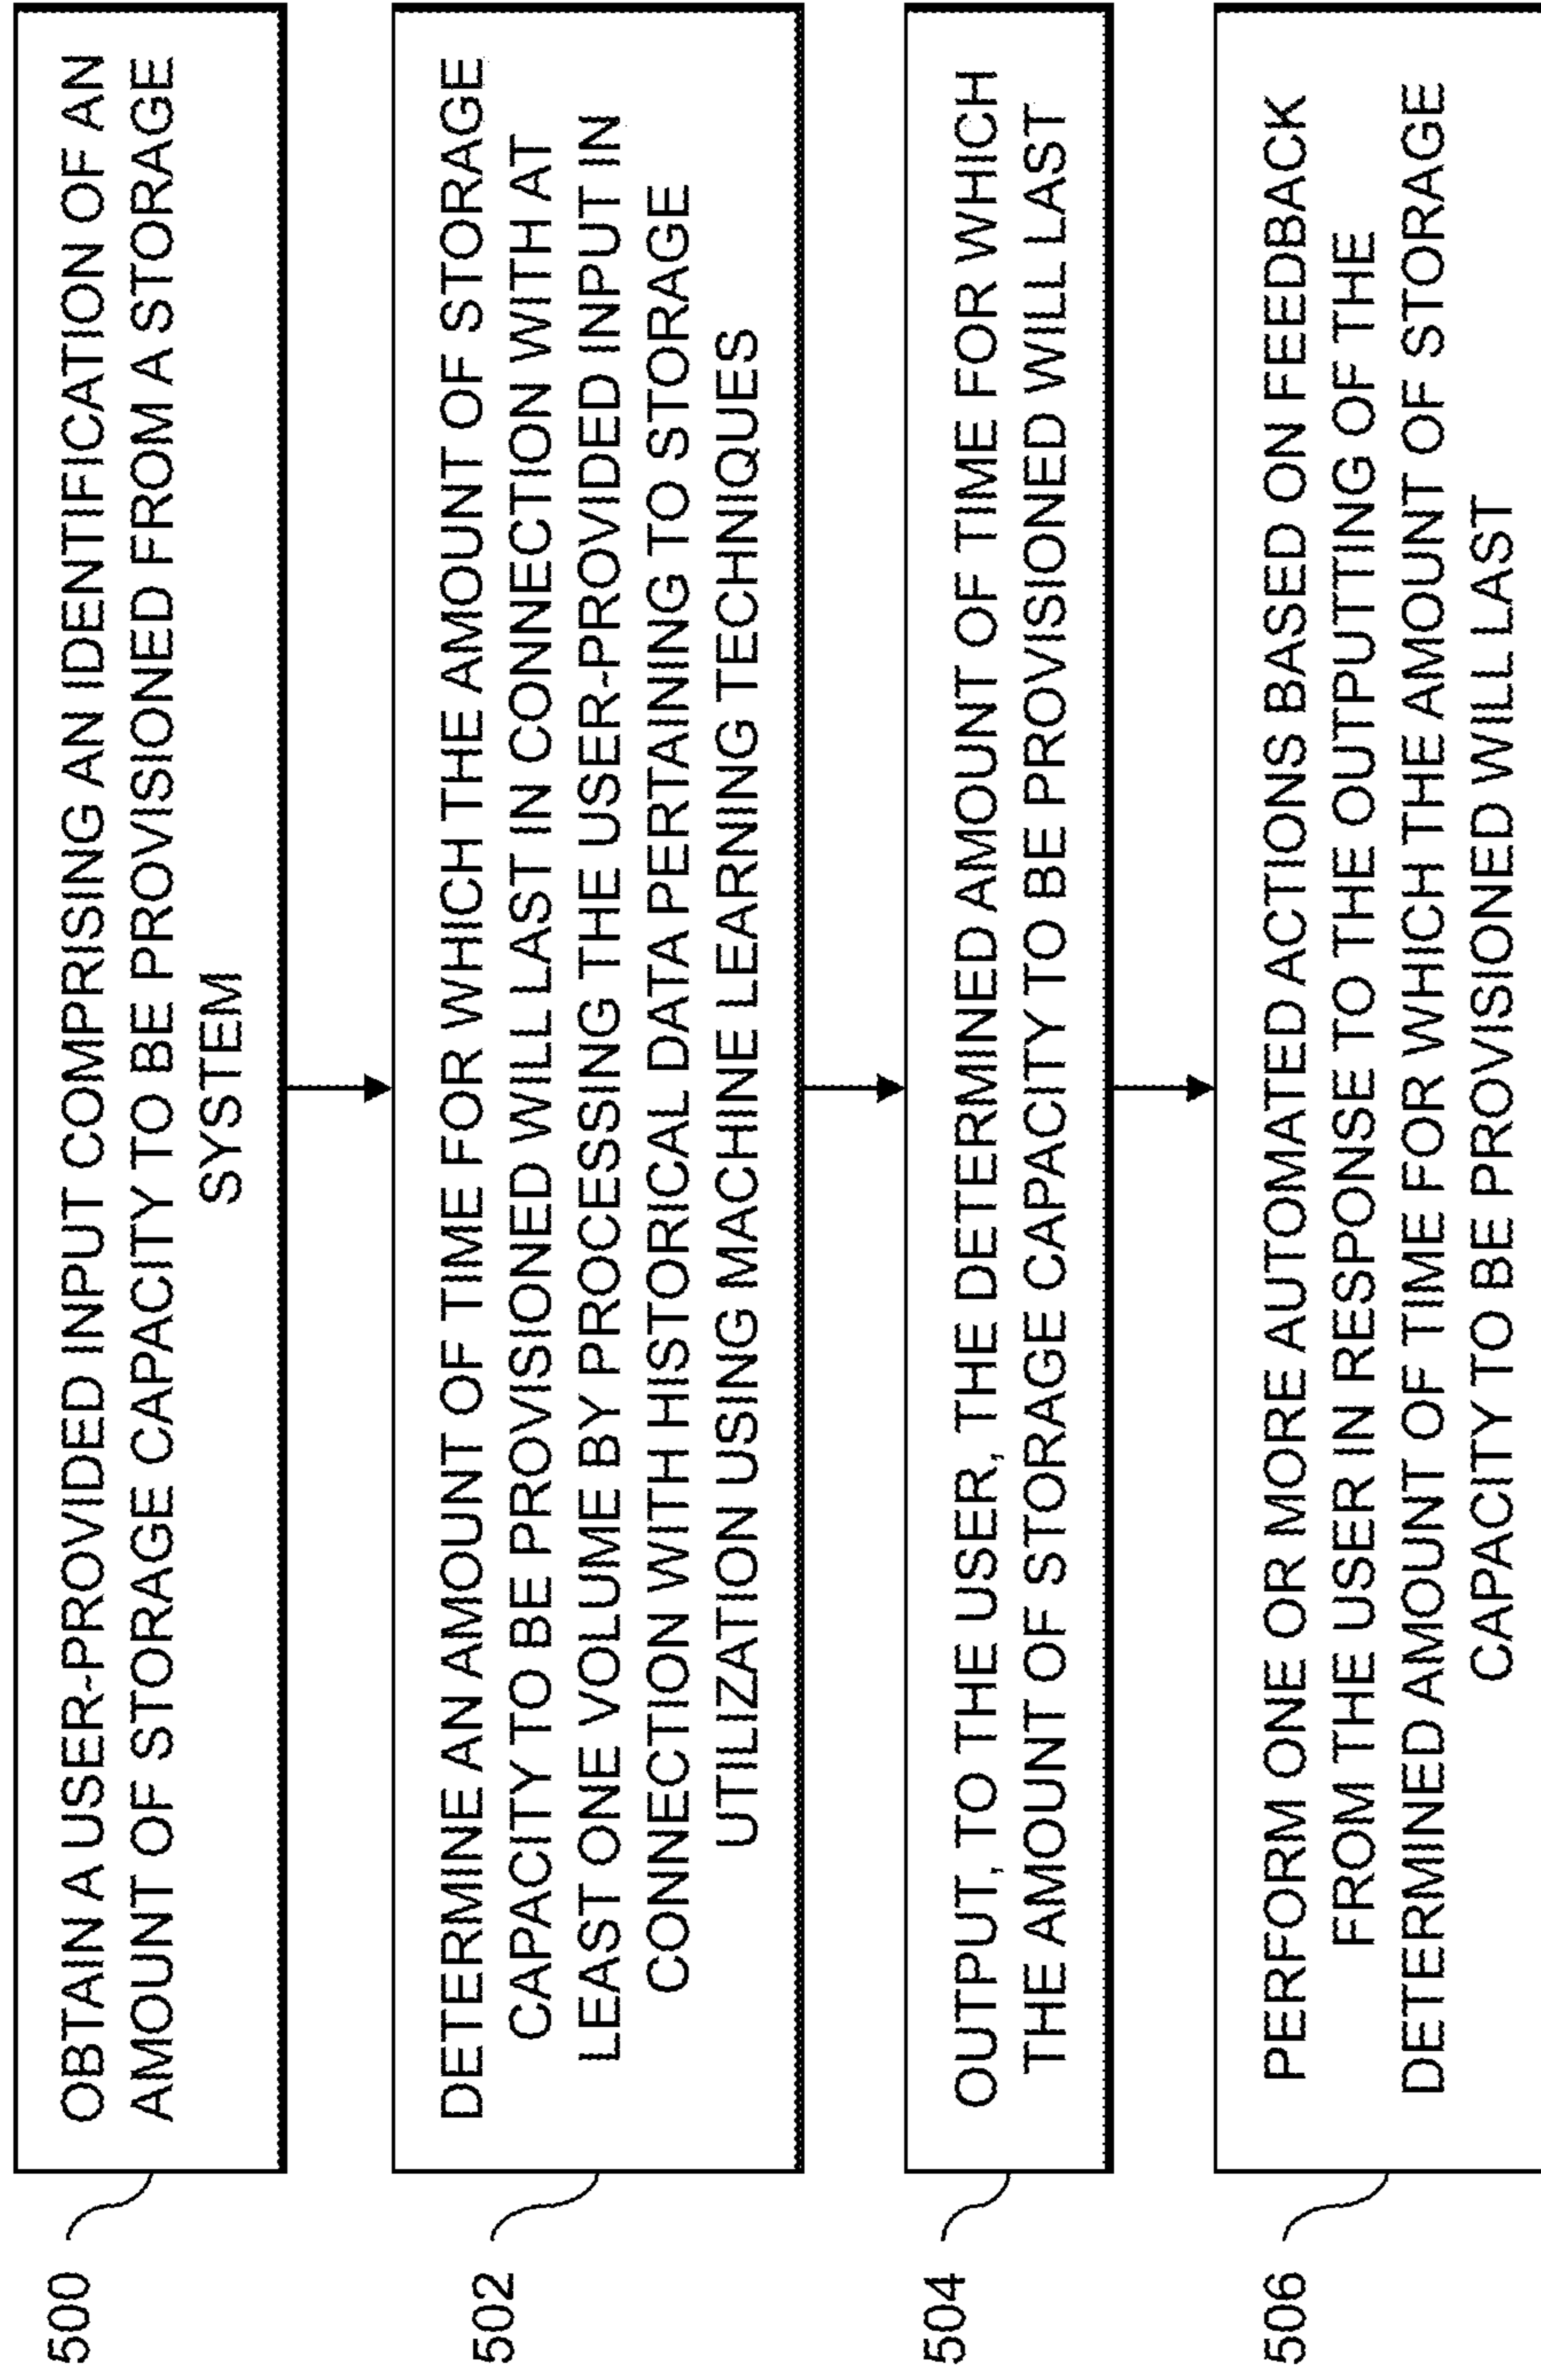 500
OBTAIN A USER-PROVIDED INPUT COMPRISING AN IDENTIFICATION OF AN
AMOUNT OF STORAGE CAPACITY TO BE PROVISIONED FROM A STORAGE
SYSTEM
502
DETERMINE AN AMOUNT OF TIME FOR WHICH THE AMOUNT OF STORAGE
CAPACITY TO BE PROVISIONED WILL LAST IN CONNECTION WITH AT
LEAST ONE VOLUME BY PROCESSING THE USER-PROVIDED INPUT IN
CONNECTION WITH HISTORICAL DATA PERTAINING TO STORAGE
UTILIZATION USING MACHINE LEARNING TECHNIQUES
504
OUTPUT, TO THE USER, THE DETERMINED AMOUNT OF TIME FOR WHICH
THE AMOUNT OF STORAGE CAPACITY TO BE PROVISIONED WILL LAST
506
PERFORM ONE OR MORE AUTOMATED ACTIONS BASED ON FEEDBACK
FROM THE USER IN RESPONSE TO THE OUTPUTTING OF THE
DETERMINED AMOUNT OF TIME FOR WHICH THE AMOUNT OF STORAGE
CAPACITY TO BE PROVISIONED WILL LAST